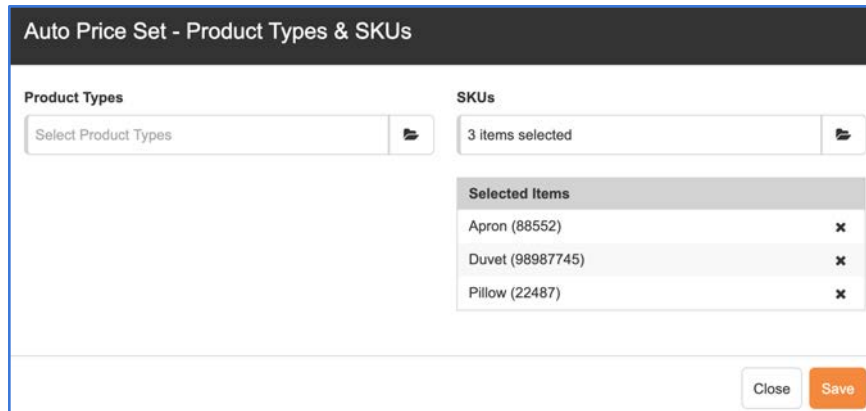 Auto Price Set - Product Types & SKUs
Product Types
Select Product Types
SKUs
3 items selected
Selected Items
Apron (88552)
Duvet (98987745)
Pillow (22487)
Close
Save